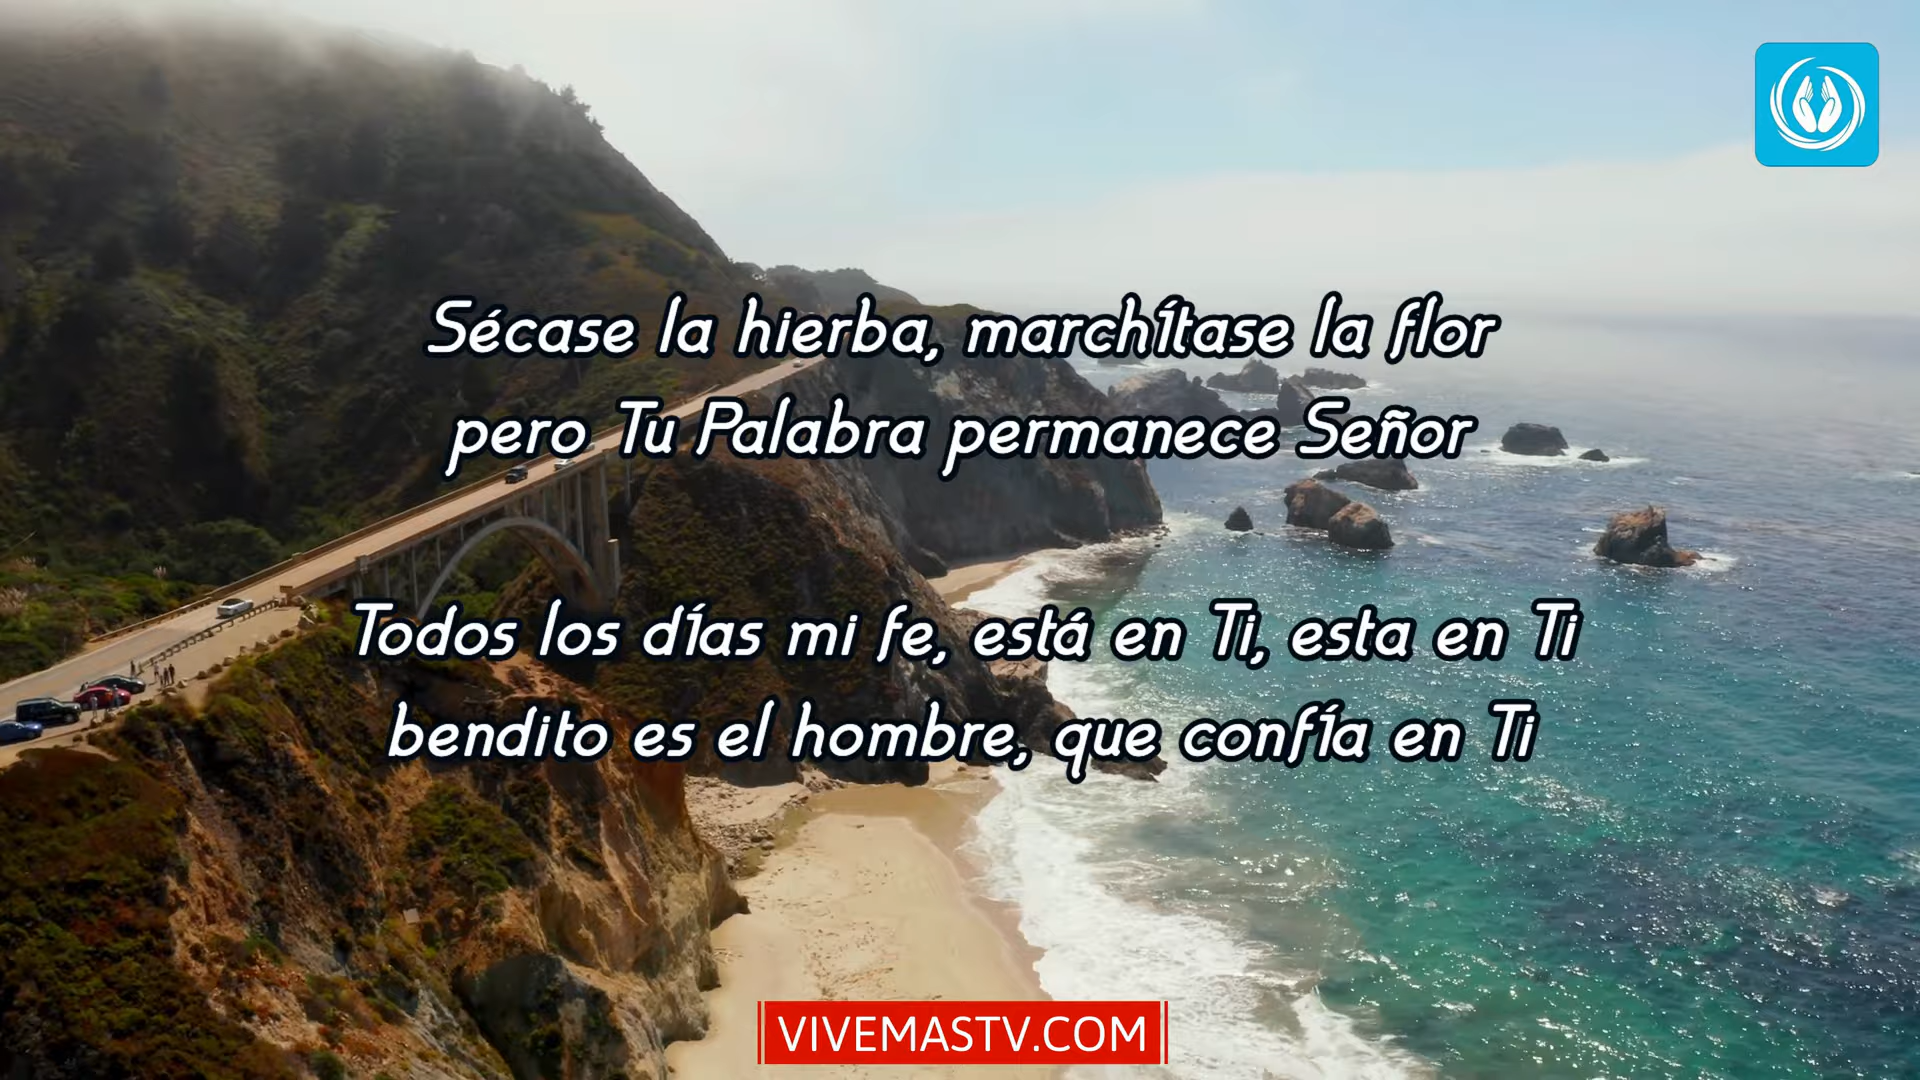 Sécase la hierba, marchítase la flor
pero Tu Palabra permanece Señor
Todos los días mi fe, está en Ti, esta en Ti
bendito es el hombre, que confía en Ti
VIVEMASTV.COM